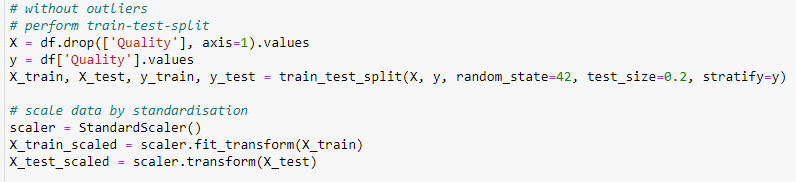 # without outliers
# perform train-test-split
X = df.drop(['Quality'], axis=1).values
y = df['Quality'].values
X_train, X_test, y_train, y_test = train_test_split(X, y, random_state=42, test_size=0.2, stratify=y)
# scale data by standardisation
scaler = StandardScaler()
X_train_scaled = scaler.fit_transform(X_train)
X_test_scaled = scaler.transform(X_test)